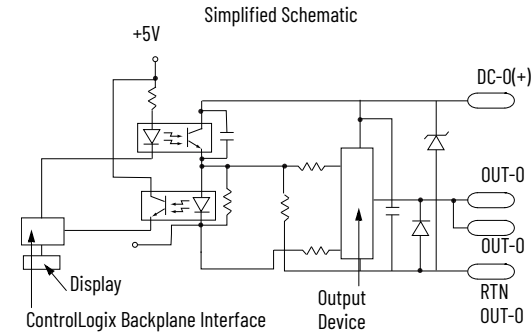 Simplified Schematic
+5V
DC-0(+)
OUT-0
OUT-0
RTN
OUT-0
Display
Output
Device
ControlLogix Backplane Interface